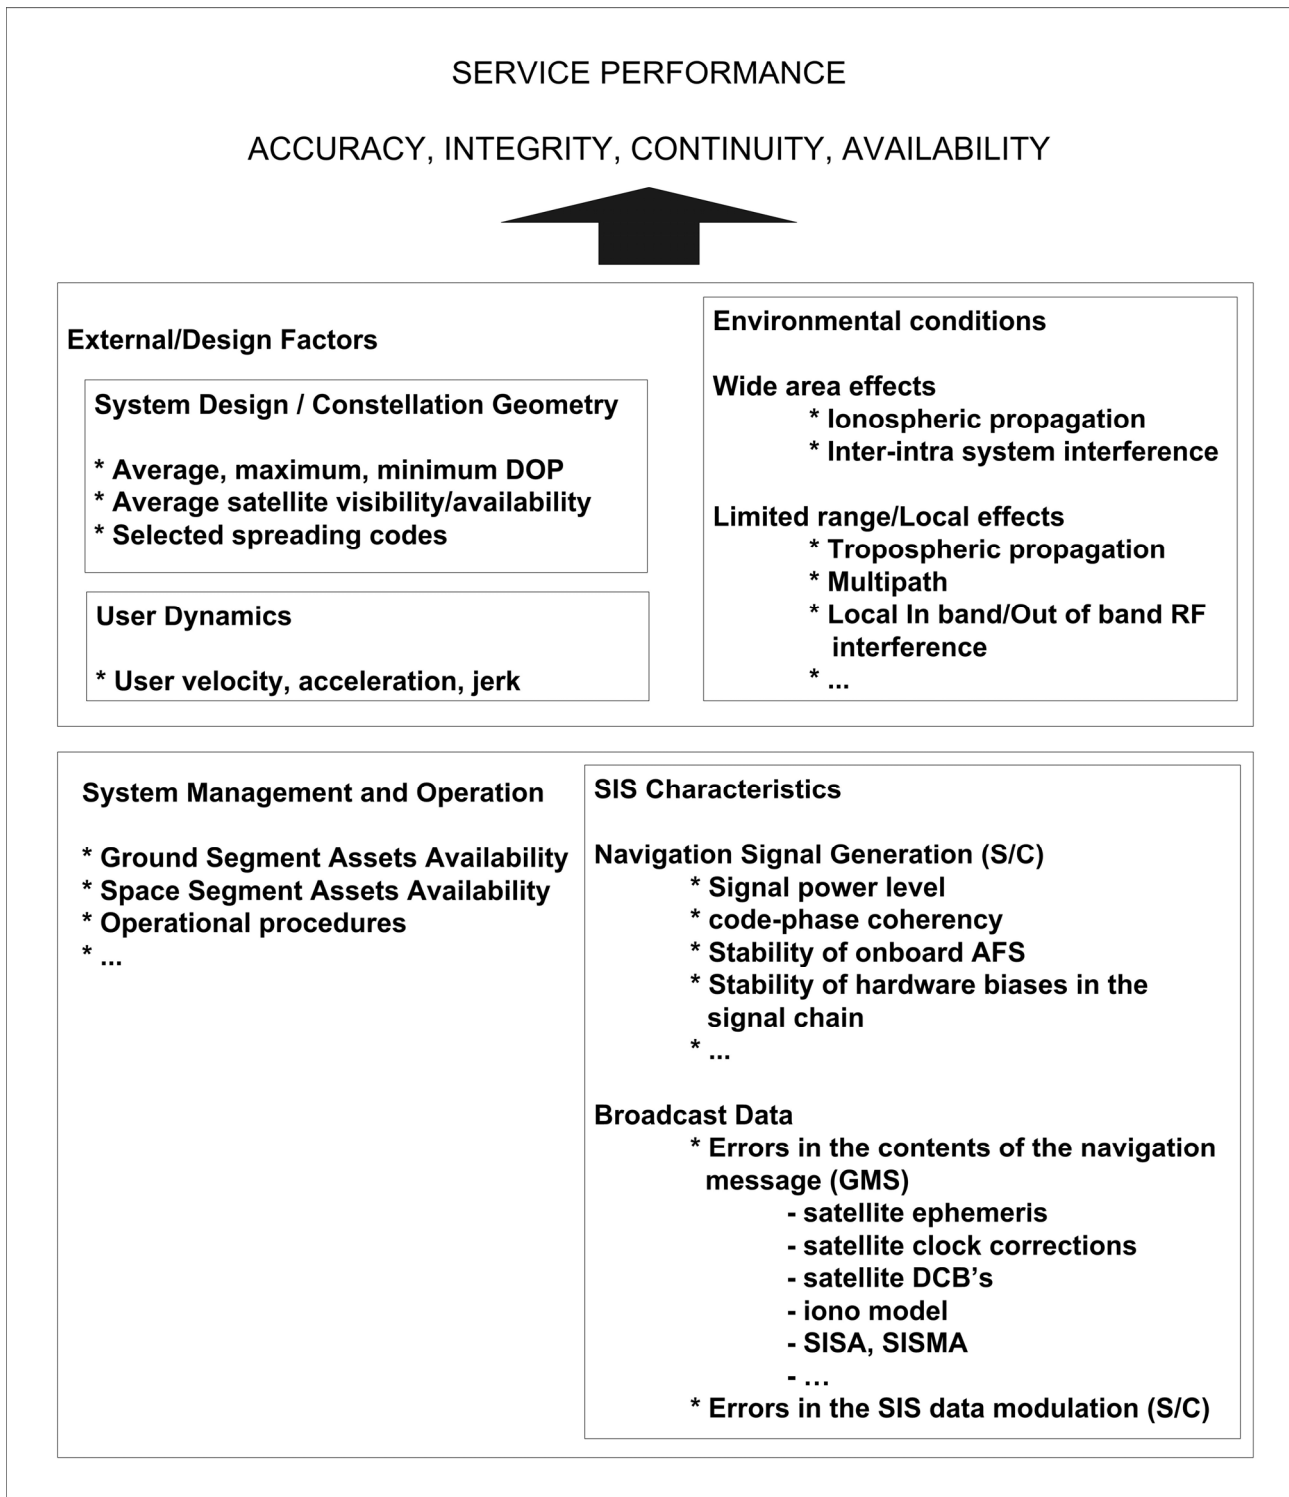 SERVICE PERFORMANCE
ACCURACY, INTEGRITY, CONTINUITY, AVAILABILITY
External/Design Factors
System Design / Constellation Geometry
* Average, maximum, minimum DOP
* Average satellite visibility/availability
* Selected spreading codes
User Dynamics
* User velocity, acceleration, jerk
Environmental conditions
Wide area effects
* Ionospheric propagation
* Inter-intra system interference
Limited range/Local effects
* Tropospheric propagation
* Multipath
* Local In band/Out of band RF
interference
* ...
System Management and Operation
* Ground Segment Assets Availability
* Space Segment Assets Availability
* Operational procedures
* ...
SIS Characteristics
Navigation Signal Generation (S/C)
* Signal power level
* code-phase coherency
* Stability of onboard AFS
* Stability of hardware biases in the
signal chain
* ...
Broadcast Data
* Errors in the contents of the navigation
message (GMS)
- satellite ephemeris
- satellite clock corrections
- satellite DCB’s
- iono model
- SISA, SISMA
- ...
* Errors in the SIS data modulation (S/C)